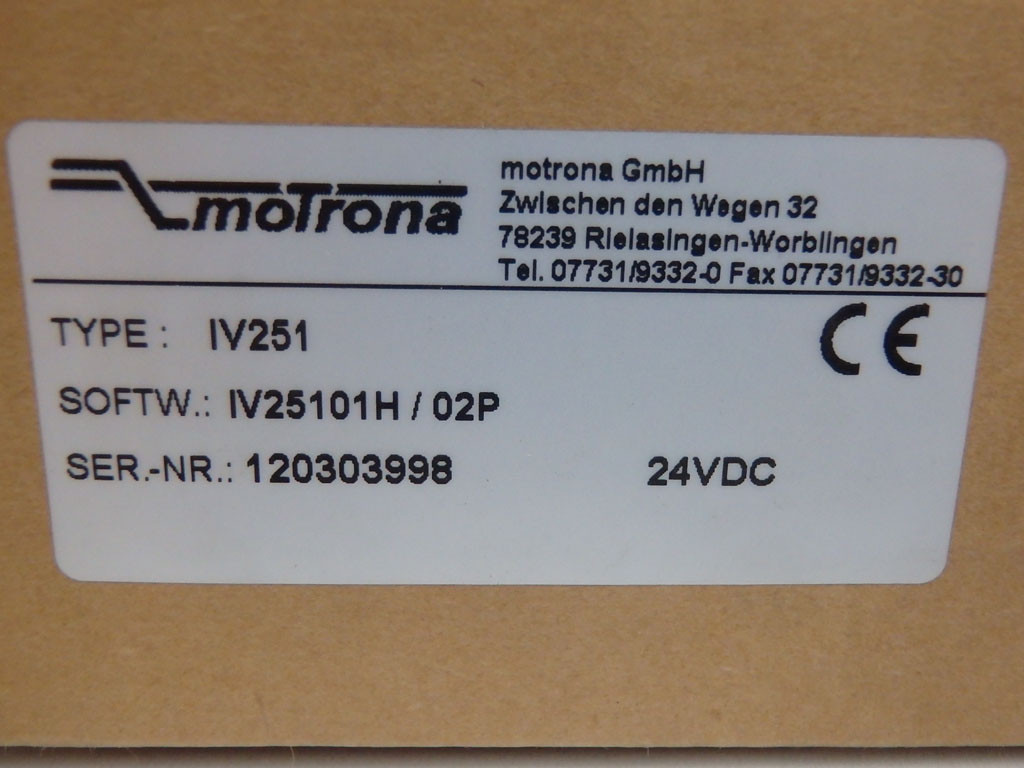 moTrona
motrona GmbH
Zwischen den Wegen 32
78239 Rielasingen-Worblingen
Tel. 07731/9332-0 Fax 07731/9332-30
TYPE : IV251
CE
SOFTW.: IV25101H / 02P
SER.-NR.: 120303998 24VDC